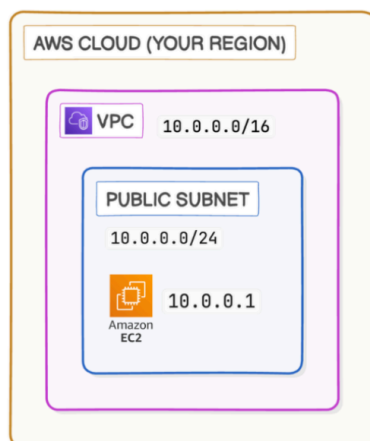 AWS CLOUD (YOUR REGION)
VPC 10.0.0.0/16
PUBLIC SUBNET
10.0.0.0/24
10.0.0.1
Amazon
EC2